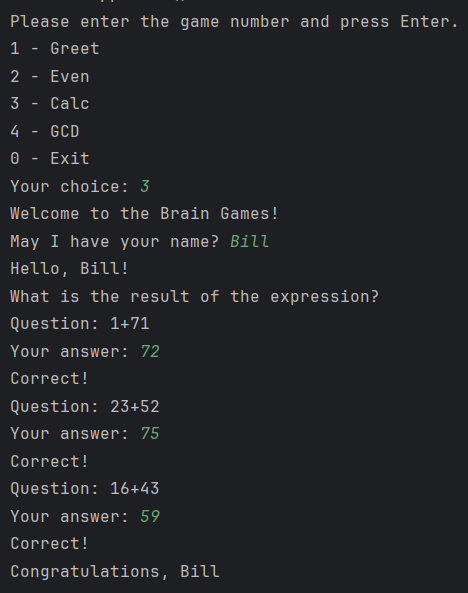 Please enter the game number and press Enter.
1 - Greet
2 - Even
3 - Calc
4 - GCD
0 - Exit
Your choice: 3
Welcome to the Brain Games!
May I have your name? Bill
Hello, Bill!
What is the result of the expression?
Question: 1+71
Your answer: 72
Correct!
Question: 23+52
Your answer: 75
Correct!
Question: 16+43
Your answer: 59
Correct!
Congratulations, Bill